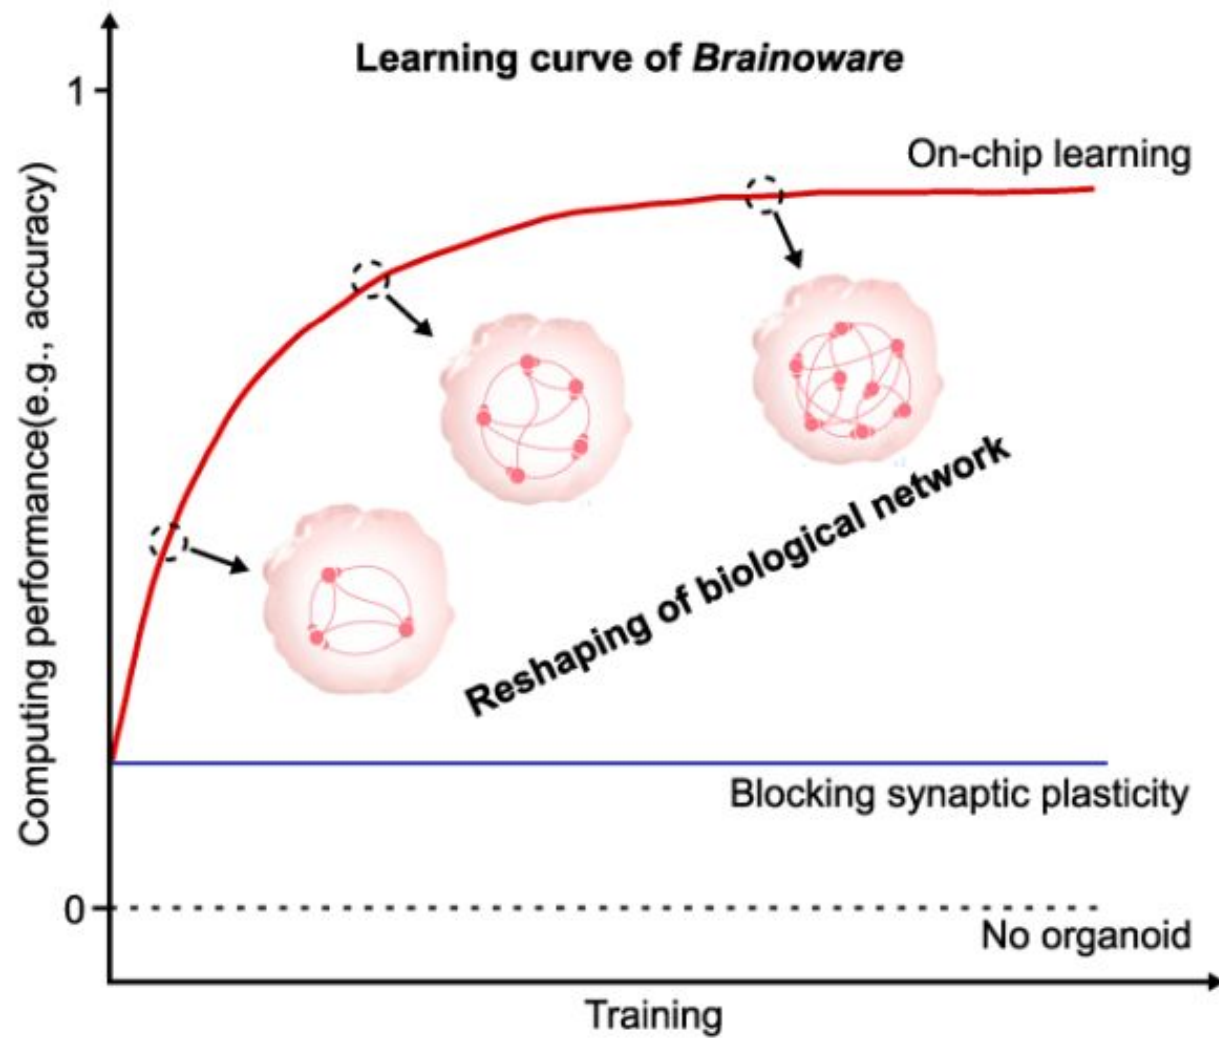 Learning curve of Brainoware
1
On-chip learning
Computing performance(e.g., accuracy)
Reshaping of biological network
Blocking synaptic plasticity
0
No organoid
Training